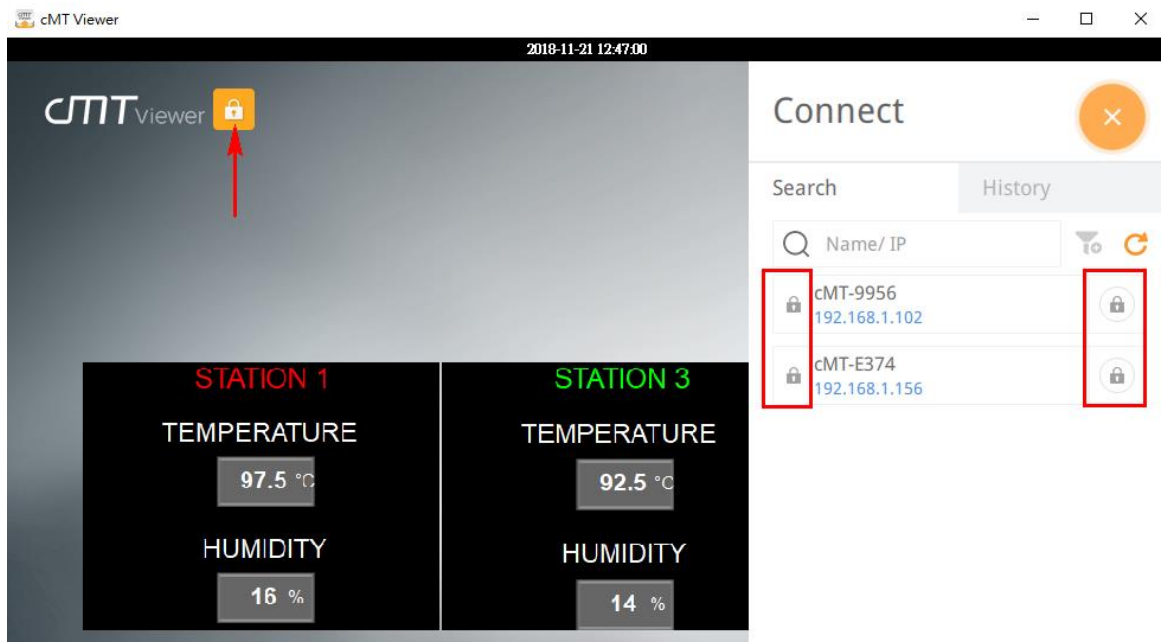 cMT Viewer
2018-11-21 12:47:00
cMT Viewer
Connect
Search
History
Name/ IP
cMT-9956
192.168.1.102
cMT-E374
192.168.1.156
STATION 1
TEMPERATURE
97.5 °C
HUMIDITY
16 %
STATION 3
TEMPERATURE
92.5 °C
HUMIDITY
14 %